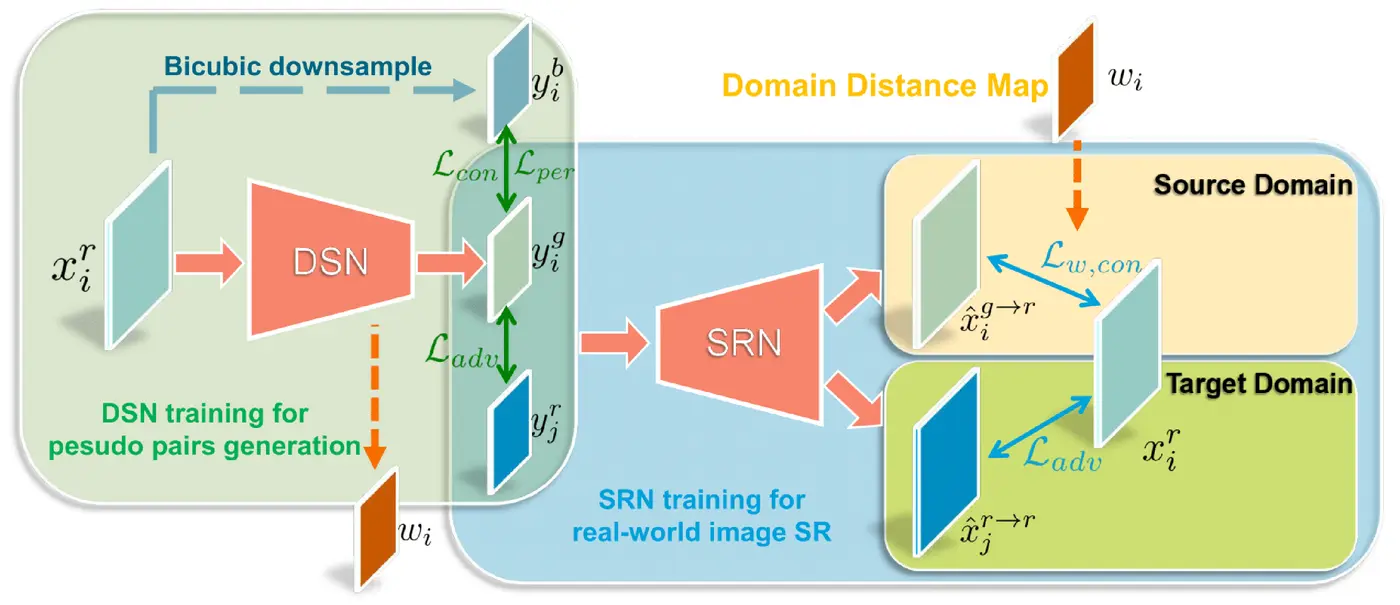 Bicubic downsample
$y_i^b$
$\mathcal{L}_{con}$ $\mathcal{L}_{per}$
$x_i^r$
DSN
$y_i^g$
$\mathcal{L}_{adv}$
$y_j^r$
DSN training for
pesudo pairs generation
$w_i$
Domain Distance Map
$w_i$
SRN
SRN training for
real-world image SR
Source Domain
$\mathcal{L}_{w,con}$
$\hat{x}_i^{g \rightarrow r}$
Target Domain
$\mathcal{L}_{adv}$
$x_i^r$
$\hat{x}_j^{r \rightarrow r}$